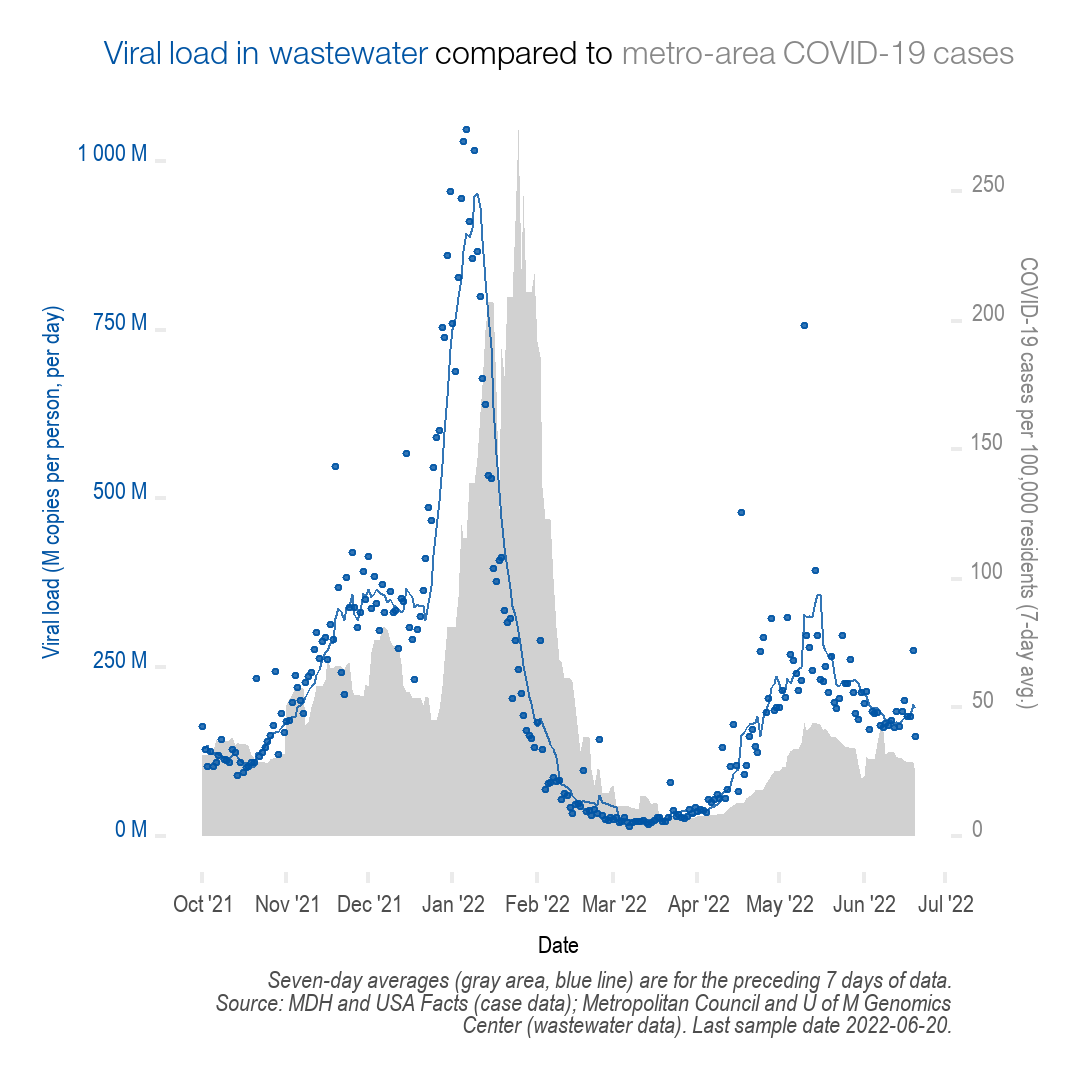 Viral load in wastewater compared to metro-area COVID-19 cases
1 000 M
750 M
500 M
250 M
0 M
Viral load (M copies per person, per day)
250
200
150
100
50
0
COVID-19 cases per 100,000 residents (7-day avg.)
Oct '21 Nov '21 Dec '21 Jan '22 Feb '22 Mar '22 Apr '22 May '22 Jun '22 Jul '22
Date
Seven-day averages (gray area, blue line) are for the preceding 7 days of data.
Source: MDH and USA Facts (case data); Metropolitan Council and U of M Genomics
Center (wastewater data). Last sample date 2022-06-20.